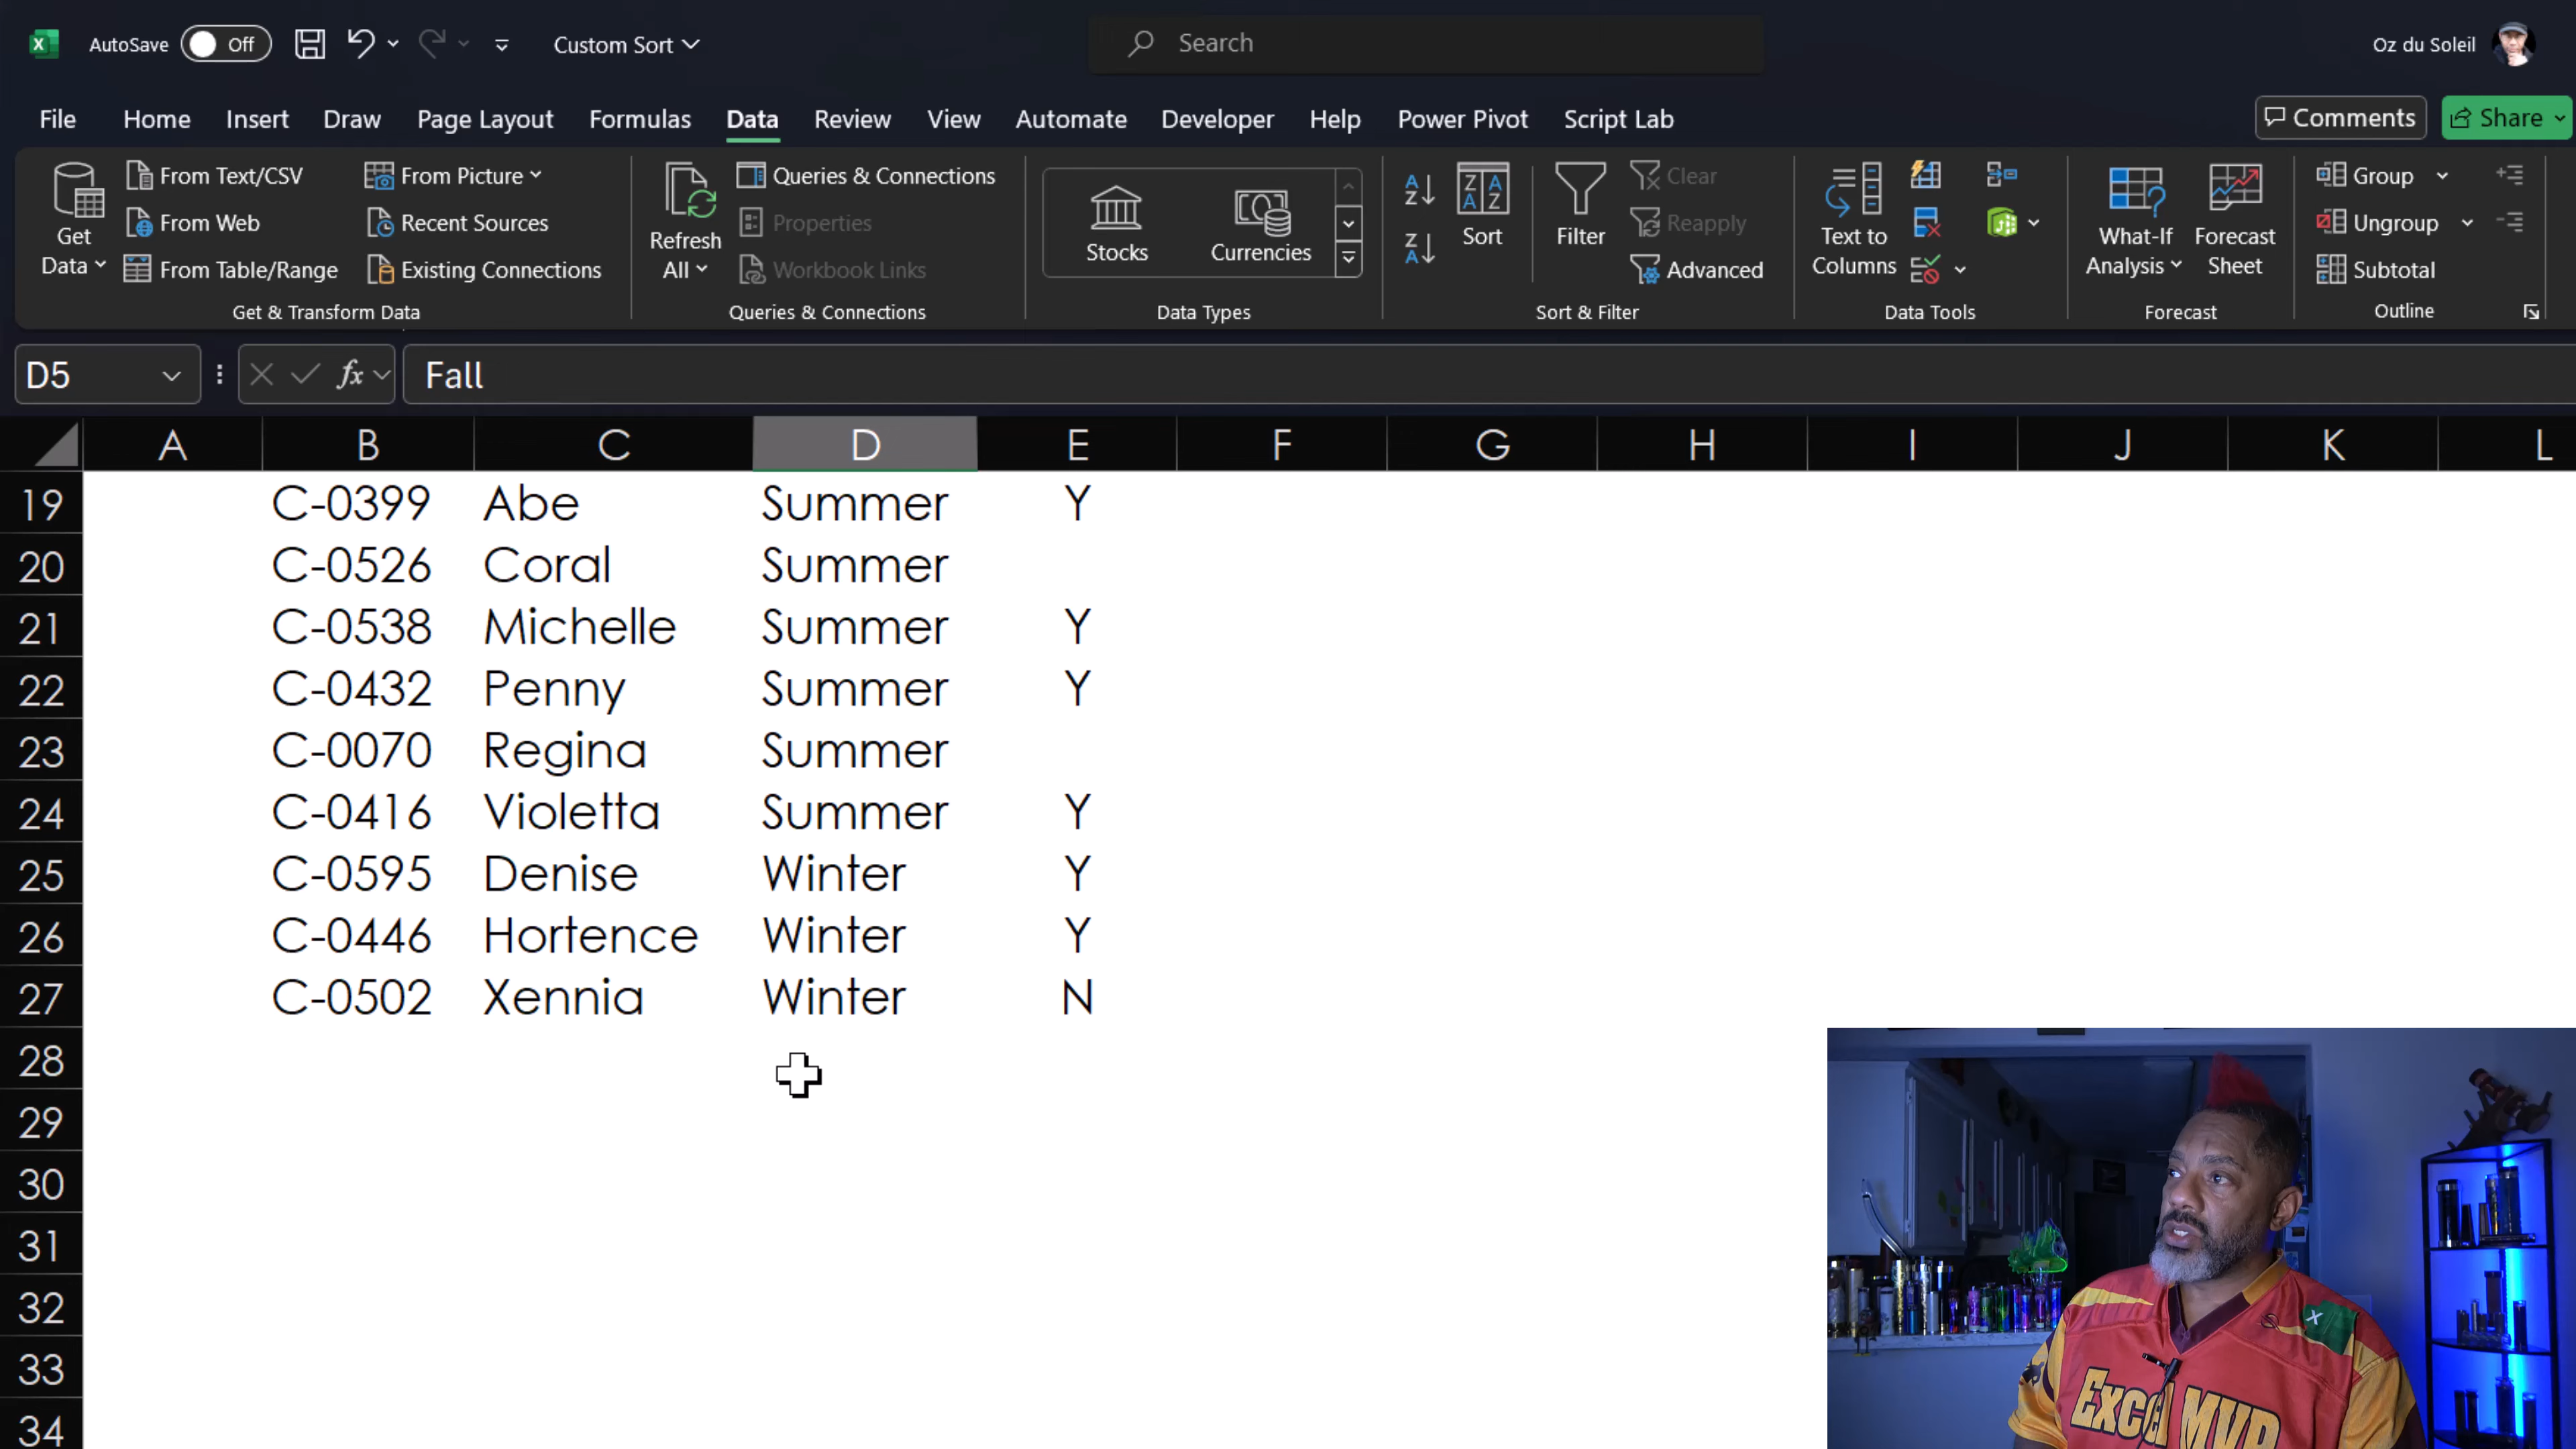 AutoSave Off Custom Sort Search Oz du Soleil
File Home Insert Draw Page Layout Formulas Data Review View Automate Developer Help Power Pivot Script Lab Comments Share
Get Data
From Text/CSV
From Web
From Table/Range
From Picture
Recent Sources
Existing Connections
Get & Transform Data
Refresh All
Queries & Connections
Properties
Workbook Links
Queries & Connections
Stocks
Currencies
Data Types
Sort
Filter
Clear
Reapply
Advanced
Sort & Filter
Text to Columns
Data Tools
What-If Analysis
Forecast Sheet
Forecast
Group
Ungroup
Subtotal
Outline
D5 fx Fall
A B C D E F G H I J K L
19 C-0399 Abe Summer Y
20 C-0526 Coral Summer
21 C-0538 Michelle Summer Y
22 C-0432 Penny Summer Y
23 C-0070 Regina Summer
24 C-0416 Violetta Summer Y
25 C-0595 Denise Winter Y
26 C-0446 Hortence Winter Y
27 C-0502 Xennia Winter N
28
29
30
31
32
33
34
Excel MVP